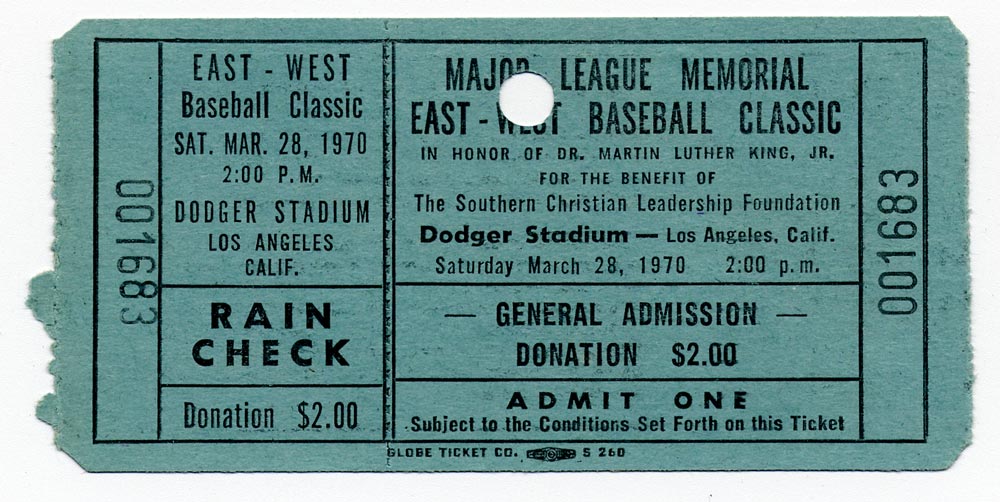 001683
EAST - WEST
Baseball Classic
SAT. MAR. 28, 1970
2:00 P.M.
DODGER STADIUM
LOS ANGELES
CALIF.
RAIN
CHECK
Donation $2.00
MAJOR LEAGUE MEMORIAL
EAST - WEST BASEBALL CLASSIC
IN HONOR OF DR. MARTIN LUTHER KING, JR.
FOR THE BENEFIT OF
The Southern Christian Leadership Foundation
Dodger Stadium — Los Angeles, Calif.
Saturday March 28, 1970 2:00 p.m.
— GENERAL ADMISSION —
DONATION $2.00
ADMIT ONE
Subject to the Conditions Set Forth on this Ticket
GLOBE TICKET CO. S 260
001683